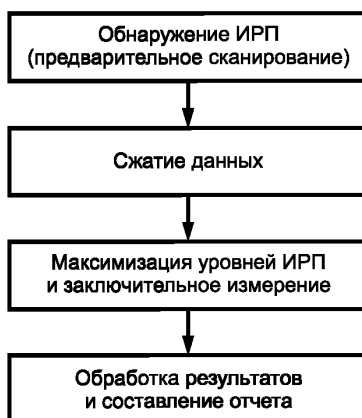 Обнаружение ИРП
(предварительное сканирование)
Сжатие данных
Максимизация уровней ИРП
и заключительное измерение
Обработка результатов
и составление отчета